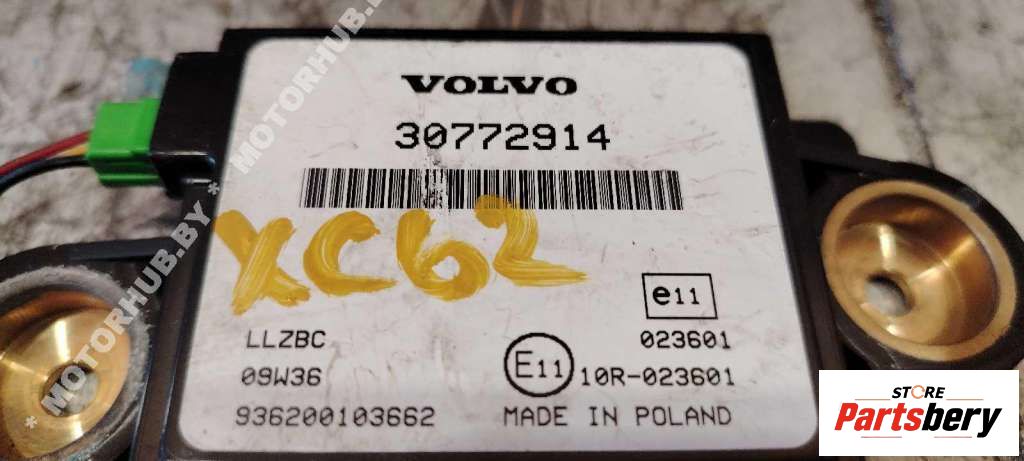 VOLVO
30772914
XC62
e11
LLZBC
023601
09W36
E11
10R-023601
936200103662
MADE IN POLAND
* MOTORHUB.BY * MOTORHUB.BY
STORE
Partsbery